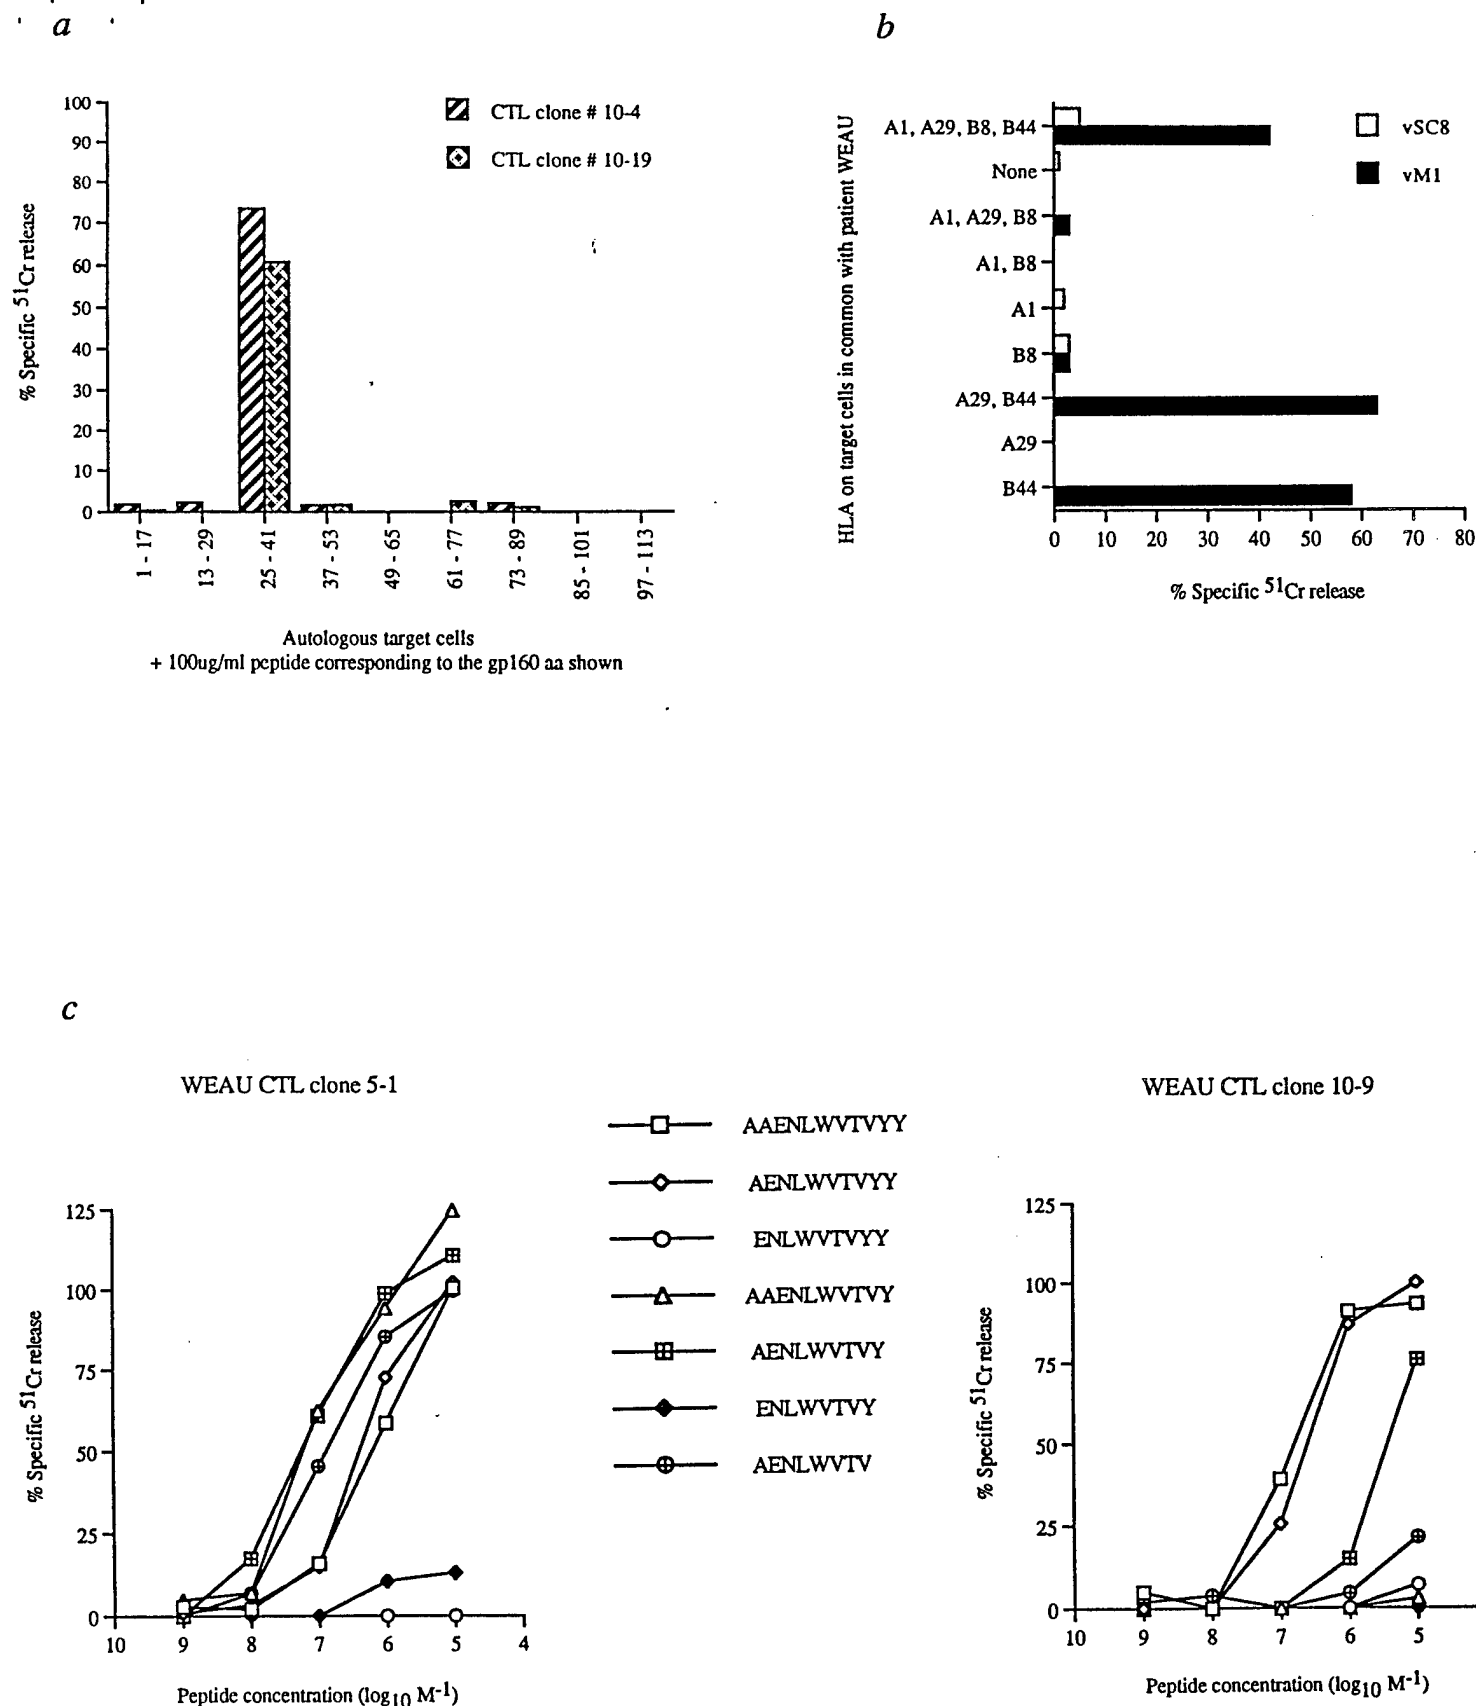 a
100
90
80
70
60
50
40
30
20
10
0
% Specific 51Cr release
CTL clone # 10-4
CTL clone # 10-19
1 - 17
13 - 29
25 - 41
37 - 53
49 - 65
61 - 77
73 - 89
85 - 101
97 - 113
Autologous target cells
+ 100ug/ml peptide corresponding to the gp160 aa shown
b
HLA on target cells in common with patient WEAU
A1, A29, B8, B44
None
A1, A29, B8
A1, B8
A1
B8
A29, B44
A29
B44
vSC8
vM1
0 10 20 30 40 50 60 70 80
% Specific 51Cr release
c
WEAU CTL clone 5-1
125
100
75
50
25
0
% Specific 51Cr release
10 9 8 7 6 5 4
Peptide concentration (log10 M-1)
AAENLWVTVYY
AENLWVTVYY
ENLWVTVYY
AAENLWVTVY
AENLWVTVY
ENLWVTVY
AENLWVTV
WEAU CTL clone 10-9
125
100
75
50
25
0
% Specific 51Cr release
10 9 8 7 6 5
Peptide concentration (log10 M-1)